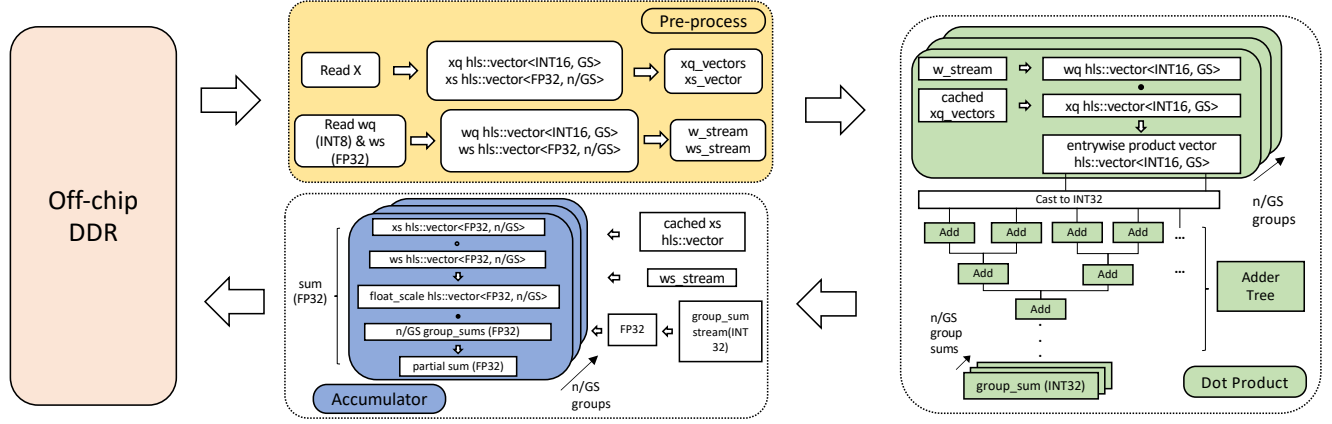 Off-chip
DDR
Pre-process
Read X
xq hls::vector<INT16, GS>
xs hls::vector<FP32, n/GS>
xq_vectors
xs_vector
Read wq
(INT8) & ws
(FP32)
wq hls::vector<INT16, GS>
ws hls::vector<FP32, n/GS>
w_stream
ws_stream
w_stream
wq hls::vector<INT16, GS>
cached
xq_vectors
xq hls::vector<INT16, GS>
entrywise product vector
hls::vector<INT16, GS>
n/GS
groups
Cast to INT32
Add
Add
Add
Add
...
Add
Add
...
Add
Adder
Tree
n/GS
group
sums
group_sum (INT32)
Dot Product
xs hls::vector<FP32, n/GS>
ws hls::vector<FP32, n/GS>
float_scale hls::vector<FP32, n/GS>
n/GS group_sums (FP32)
partial sum (FP32)
sum
(FP32)
cached xs
hls::vector
ws_stream
FP32
group_sum
stream(INT
32)
n/GS
groups
Accumulator